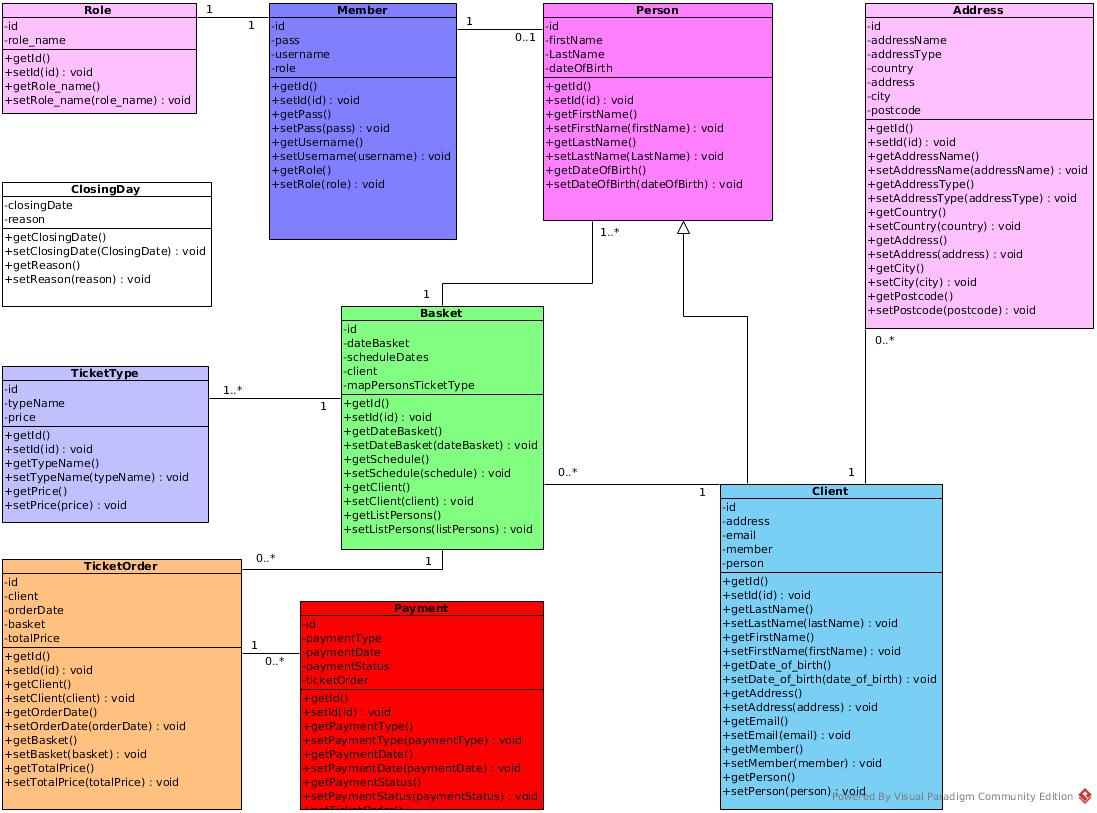 Role
-id
-role_name
+getId()
+setId(id) : void
+getRole_name()
+setRole_name(role_name) : void
1
1
Member
-id
-pass
-username
-role
+getId()
+setId(id) : void
+getPass()
+setPass(pass) : void
+getUsername()
+setUsername(username) : void
+getRole()
+setRole(role) : void
1
0..1
Person
-id
-firstName
-LastName
-dateOfBirth
+getId()
+setId(id) : void
+getFirstName()
+setFirstName(firstName) : void
+getLastName()
+setLastName(LastName) : void
+getDateOfBirth()
+setDateOfBirth(dateOfBirth) : void
1..*
1
Address
-id
-addressName
-addressType
-country
-address
-city
-postcode
+getId()
+setId(id) : void
+getAddressName()
+setAddressName(addressName) : void
+getAddressType()
+setAddressType(addressType) : void
+getCountry()
+setCountry(country) : void
+getAddress()
+setAddress(address) : void
+getCity()
+setCity(city) : void
+getPostcode()
+setPostcode(postcode) : void
0..*
1
ClosingDay
-closingDate
-reason
+getClosingDate()
+setClosingDate(ClosingDate) : void
+getReason()
+setReason(reason) : void
TicketType
-id
-typeName
-price
+getId()
+setId(id) : void
+getTypeName()
+setTypeName(typeName) : void
+getPrice()
+setPrice(price) : void
1..*
1
Basket
-id
-dateBasket
-scheduleDates
-client
-mapPersonsTicketType
+getId()
+setId(id) : void
+getDateBasket()
+setDateBasket(dateBasket) : void
+getSchedule()
+setSchedule(schedule) : void
+getClient()
+setClient(client) : void
+getListPersons()
+setListPersons(listPersons) : void
0..*
1
Client
-id
-address
-email
-member
-person
+getId()
+setId(id) : void
+getLastName()
+setLastName(lastName) : void
+getFirstName()
+setFirstName(firstName) : void
+getDate_of_birth()
+setDate_of_birth(date_of_birth) : void
+getAddress()
+setAddress(address) : void
+getEmail()
+setEmail(email) : void
+getMember()
+setMember(member) : void
+getPerson()
+setPerson(person) : void
0..*
1
TicketOrder
-id
-client
-orderDate
-basket
-totalPrice
+getId()
+setId(id) : void
+getClient()
+setClient(client) : void
+getOrderDate()
+setOrderDate(orderDate) : void
+getBasket()
+setBasket(basket) : void
+getTotalPrice()
+setTotalPrice(totalPrice) : void
1
0..*
Payment
-id
-paymentType
-paymentDate
-paymentStatus
-ticketOrder
+getId()
+setId(id) : void
+getPaymentType()
+setPaymentType(paymentType) : void
+getPaymentDate()
+setPaymentDate(paymentDate) : void
+getPaymentStatus()
+setPaymentStatus(paymentStatus) : void
Powered By Visual Paradigm Community Edition